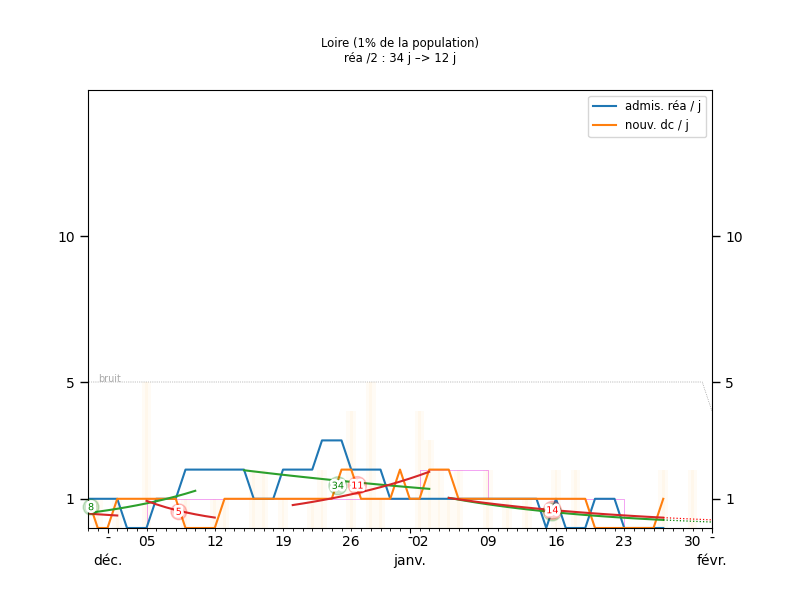 Loire (1% de la population)
réa /2 : 34 j –> 12 j
admis. réa / j
nouv. dc / j
10
10
bruit
5
5
34
11
1
1
8
5
14
- 05 12 19 26 -02 09 16 23 30 -
déc. janv. févr.